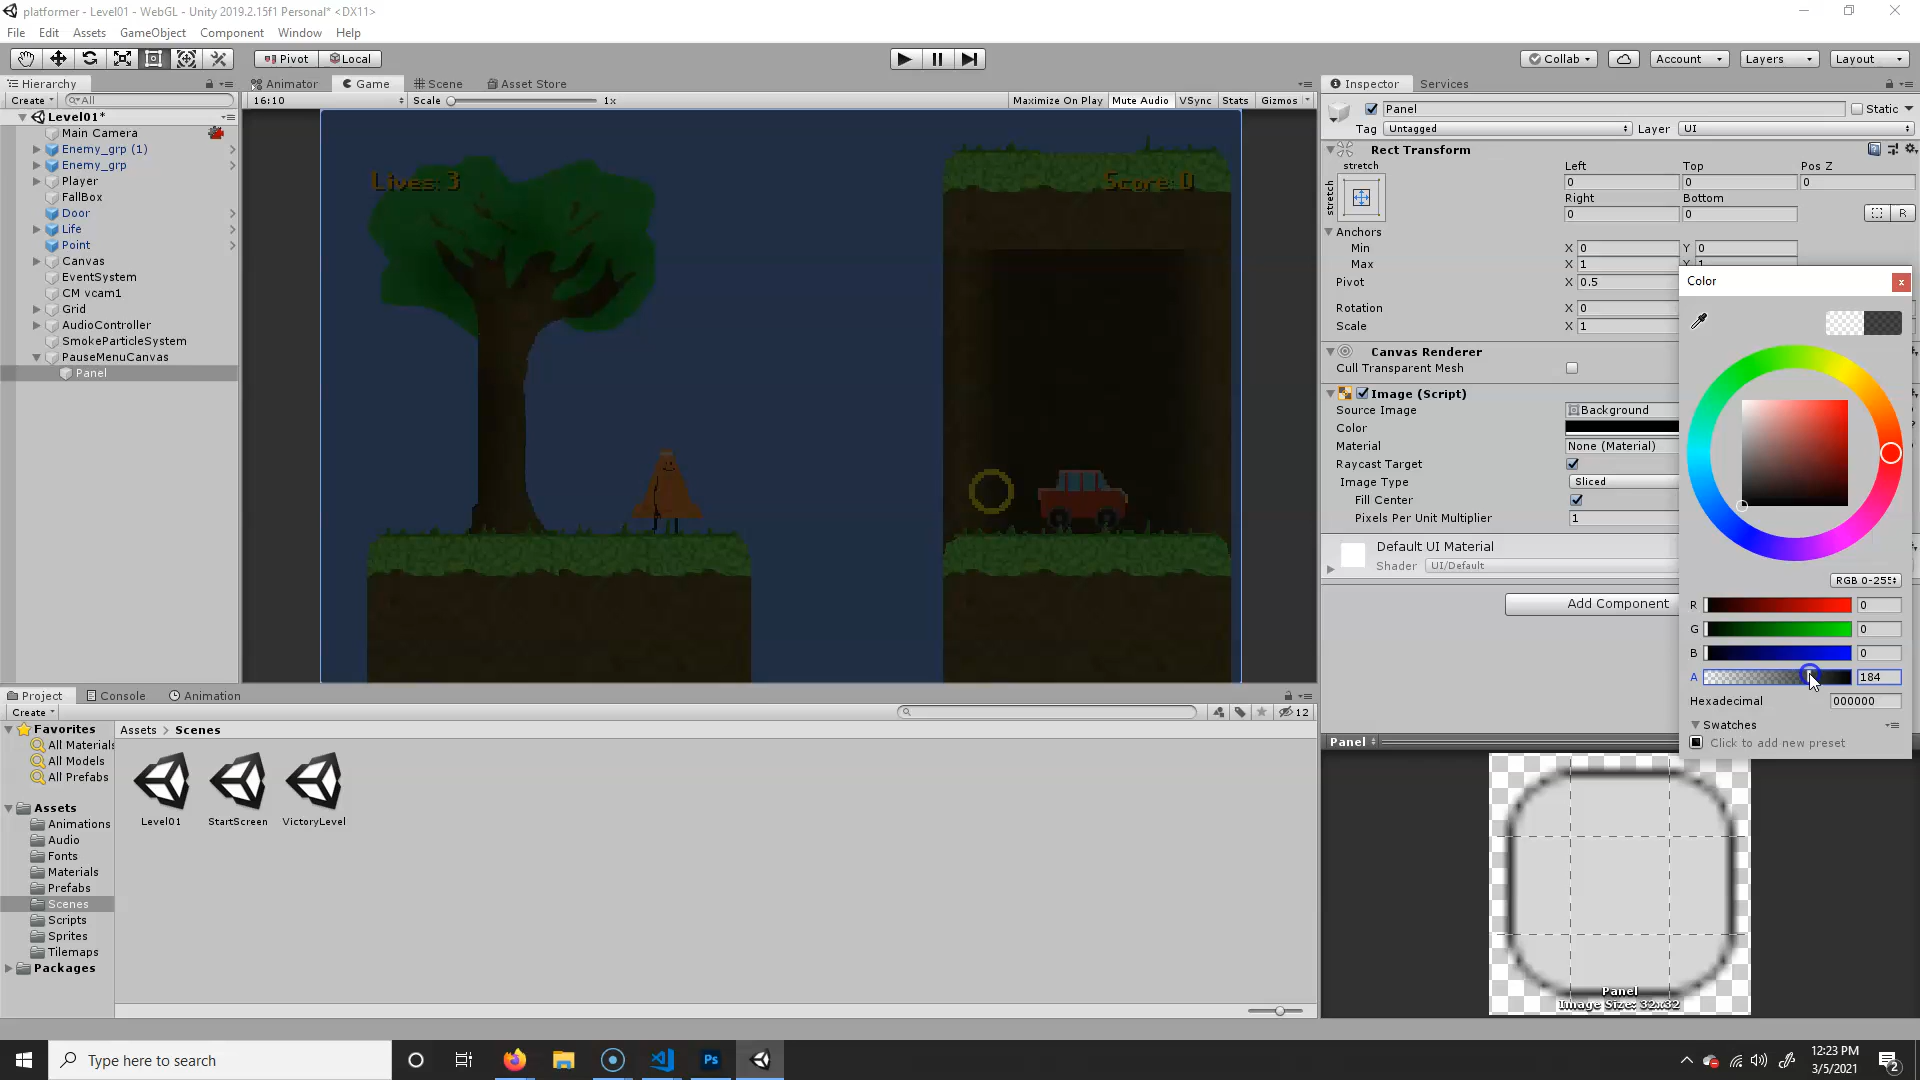 platformer - Level01 - WebGL - Unity 2019.2.15f1 Personal* <DX11>
File Edit Assets GameObject Component Window Help
Pivot Local
Collab Account Layers Layout
Hierarchy
Animator Game Scene Asset Store
Inspector Services
Create All
16:10 Scale 1x Maximize On Play Mute Audio VSync Stats Gizmos
Level01*
Main Camera
Enemy_grp (1)
Enemy_grp
Player
FallBox
Door
Life
Point
Canvas
EventSystem
CM vcam1
Grid
AudioController
SmokeParticleSystem
PauseMenuCanvas
Panel
Lives: 3
Score: 0
Panel Static
Tag Untagged Layer UI
Rect Transform
stretch Left Top Pos Z
stretch 0 0 0
Right Bottom
0 0 R
Anchors
Min X 0 Y 0
Max X 1 Y 1
Pivot X 0.5
Rotation X 0
Scale X 1
Canvas Renderer
Cull Transparent Mesh
Image (Script)
Source Image Background
Color
Material None (Material)
Raycast Target
Image Type Sliced
Fill Center
Pixels Per Unit Multiplier 1
Default UI Material
Shader UI/Default
Add Component
Color x
RGB 0-255
R 0
G 0
B 0
A 184
Hexadecimal 000000
Swatches
Click to add new preset
Panel
Panel
Image Size: 32x32
Project Console Animation
Create 12
Favorites
All Materials
All Models
All Prefabs
Assets
Animations
Audio
Fonts
Materials
Prefabs
Scenes
Scripts
Sprites
Tilemaps
Packages
Assets > Scenes
Level01 StartScreen VictoryLevel
Type here to search
Ps
12:23 PM
3/5/2021
2